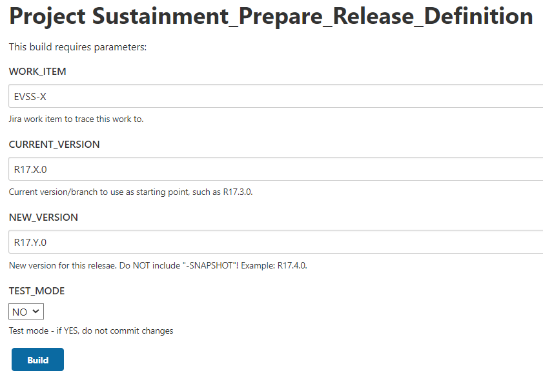 Project Sustainment_Prepare_Release_Definition
This build requires parameters:
WORK_ITEM
EVSS-X
Jira work item to trace this work to.
CURRENT_VERSION
R17.X.0
Current version/branch to use as starting point, such as R17.3.0.
NEW_VERSION
R17.Y.0
New version for this relesae. Do NOT include "-SNAPSHOT"! Example: R17.4.0.
TEST_MODE
NO
Test mode - if YES, do not commit changes
Build